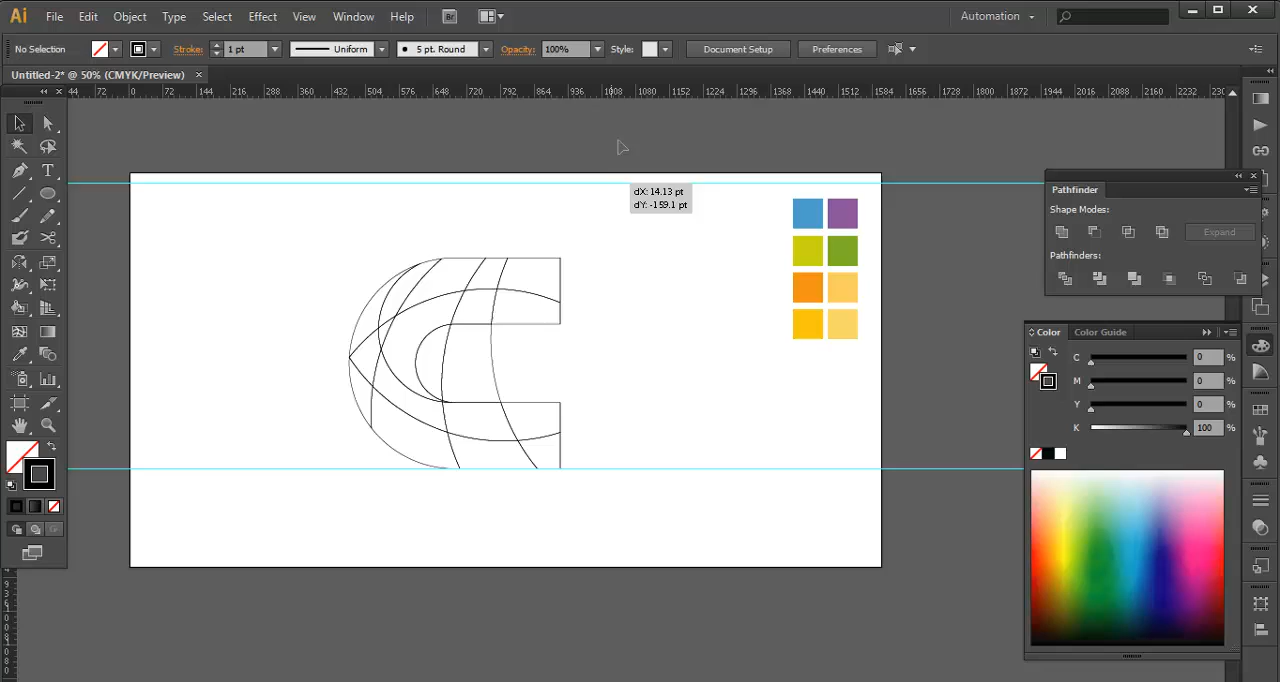 Ai File Edit Object Type Select Effect View Window Help Br Automation
No Selection Stroke: 1 pt Uniform 5 pt. Round Opacity: 100% Style: Document Setup Preferences
Untitled-2* @ 50% (CMYK/Preview) ×
44 72 0 72 144 216 288 360 432 504 576 648 720 792 864 936 1008 1080 1152 1224 1296 1368 1440 1512 1584 1656 1728 1800 1872 1944 2016 2088 2160 2232
dX: 14.13 pt
dY: -159.1 pt
Pathfinder
Shape Modes:
Expand
Pathfinders:
Color Color Guide
C 0 %
M 0 %
Y 0 %
K 100 %